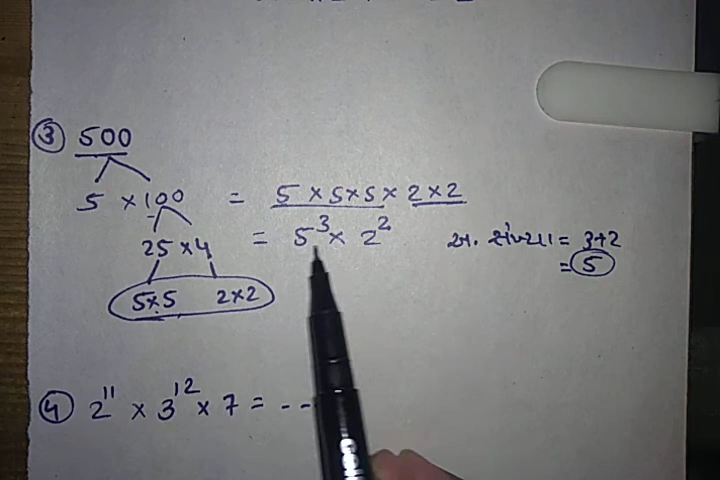 ③ 500
5 × 100 = 5 × 5 × 5 × 2 × 2
25 × 4 = 5³ × 2² અ. સંખ્યા = 3+2
= 5
5×5 2×2
④ 2¹¹ × 3¹² × 7 = --